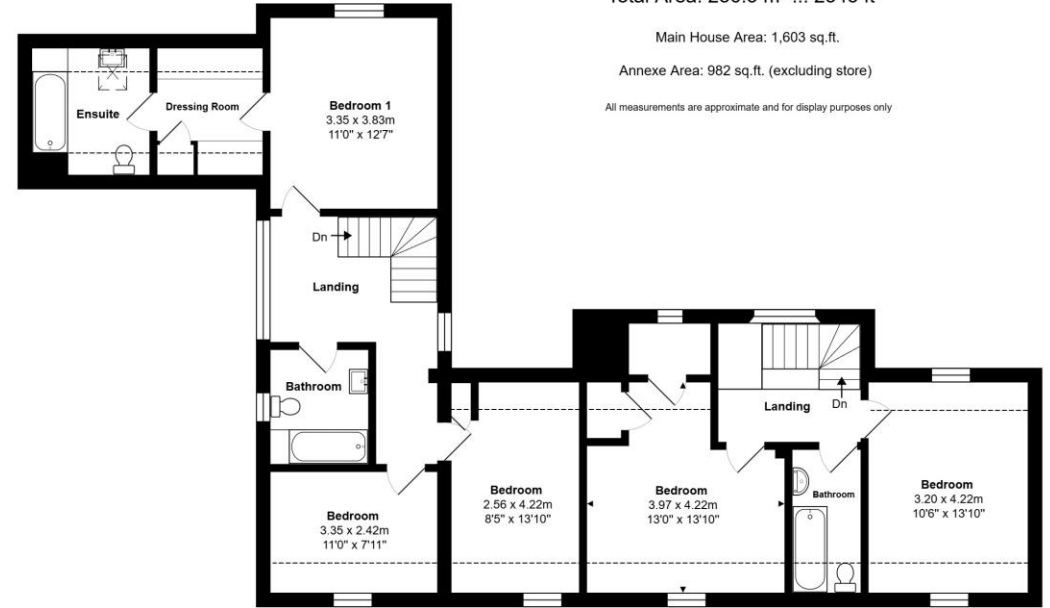 Main House Area: 1,603 sq.ft.
Annexe Area: 982 sq.ft. (excluding store)
All measurements are approximate and for display purposes only
Ensuite
Dressing Room
Bedroom 1
3.35 x 3.83m
11'0" x 12'7"
Dn
Landing
Bathroom
Bedroom
3.35 x 2.42m
11'0" x 7'11"
Bedroom
2.56 x 4.22m
8'5" x 13'10"
Bedroom
3.97 x 4.22m
13'0" x 13'10"
Landing
Dn
Bathroom
Bedroom
3.20 x 4.22m
10'6" x 13'10"